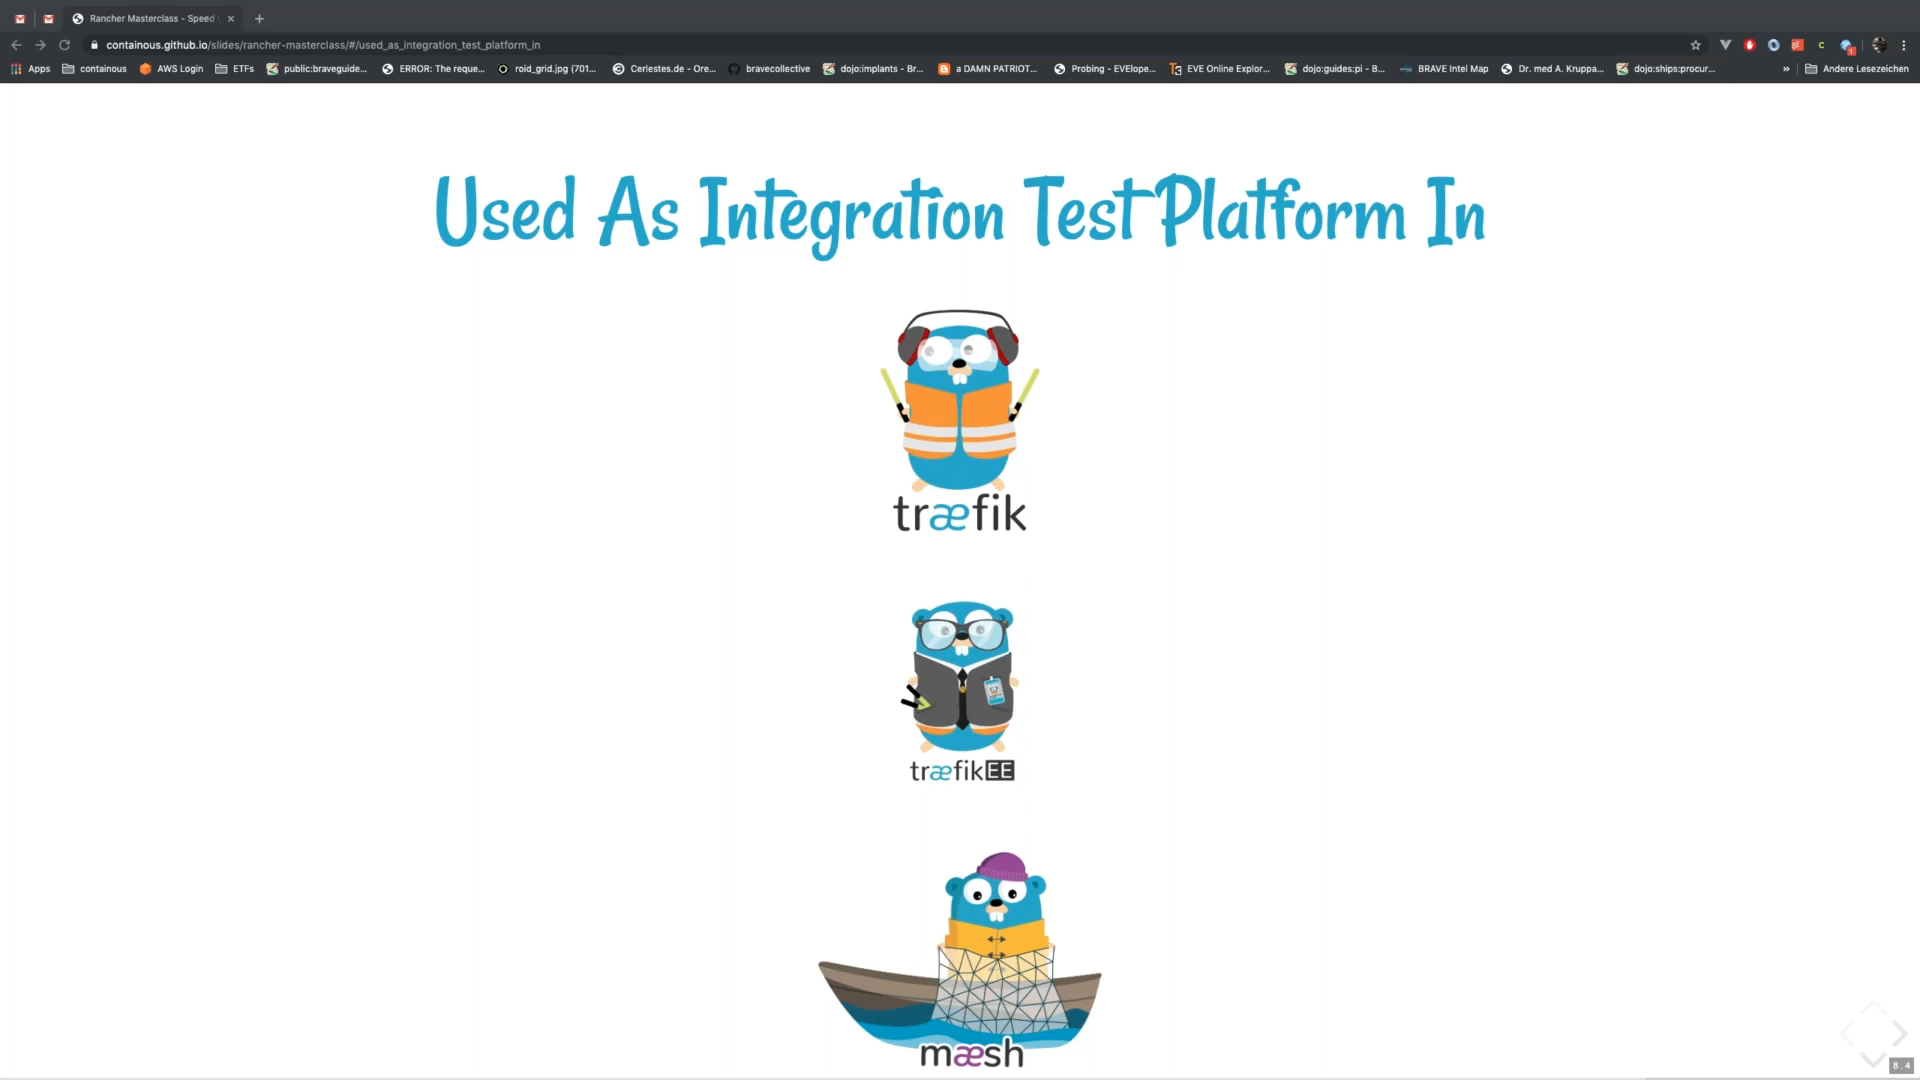 Rancher Masterclass - Speed
containous.github.io/slides/rancher-masterclass/#/used_as_integration_test_platform_in
Apps containous AWS Login ETFs public:braveguide... ERROR: The reque... roid_grid.jpg (701... Cerlestes.de - Ore... bravecollective dojo:implants - Br... a DAMN PATRIOT... Probing - EVElope... EVE Online Explor... dojo:guides:pi - B... BRAVE Intel Map Dr. med A. Kruppa... dojo:ships:procur... » Andere Lesezeichen
Used As Integration Test Platform In
træfik
træfikEE
mæsh
8.4